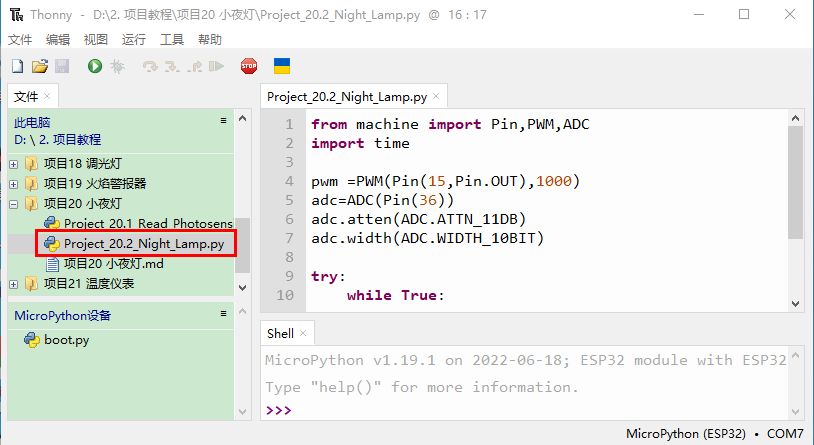 Thonny - D:\2. 项目教程\项目20 小夜灯\Project_20.2_Night_Lamp.py @ 16 : 17
文件 编辑 视图 运行 工具 帮助
STOP
文件 ×
此电脑 ≡
D: \ 2. 项目教程
项目18 调光灯
项目19 火焰警报器
项目20 小夜灯
Project_20.1_Read_Photosens
Project_20.2_Night_Lamp.py
项目20 小夜灯.md
项目21 温度仪表
MicroPython设备 ≡
boot.py
Project_20.2_Night_Lamp.py ×
1 from machine import Pin,PWM,ADC
2 import time
3
4 pwm =PWM(Pin(15,Pin.OUT),1000)
5 adc=ADC(Pin(36))
6 adc.atten(ADC.ATTN_11DB)
7 adc.width(ADC.WIDTH_10BIT)
8
9 try:
10     while True:
Shell ×
MicroPython v1.19.1 on 2022-06-18; ESP32 module with ESP32
Type "help()" for more information.
>>>
MicroPython (ESP32) • COM7